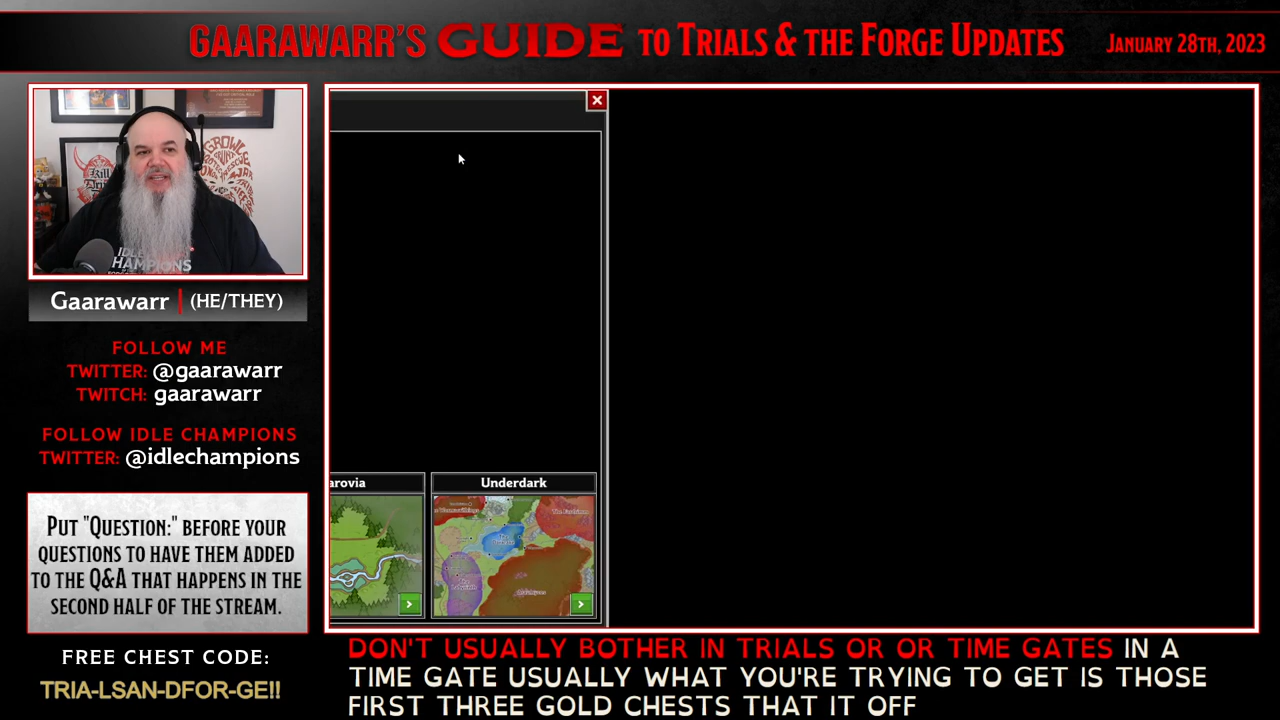 GAARAWARR'S GUIDE TO TRIALS & THE FORGE UPDATES
JANUARY 28TH, 2023
IDLE
CHAMPIONS
Gaarawarr | (HE/THEY)
FOLLOW ME
TWITTER: @gaarawarr
TWITCH: gaarawarr
FOLLOW IDLE CHAMPIONS
TWITTER: @idlechampions
PUT "QUESTION:" BEFORE YOUR
QUESTIONS TO HAVE THEM ADDED
TO THE Q&A THAT HAPPENS IN THE
SECOND HALF OF THE STREAM.
FREE CHEST CODE:
TRIA-LSAN-DFOR-GE!!
arovia
Underdark
DON'T USUALLY BOTHER IN TRIALS OR OR TIME GATES IN A
TIME GATE USUALLY WHAT YOU'RE TRYING TO GET IS THOSE
FIRST THREE GOLD CHESTS THAT IT OFF